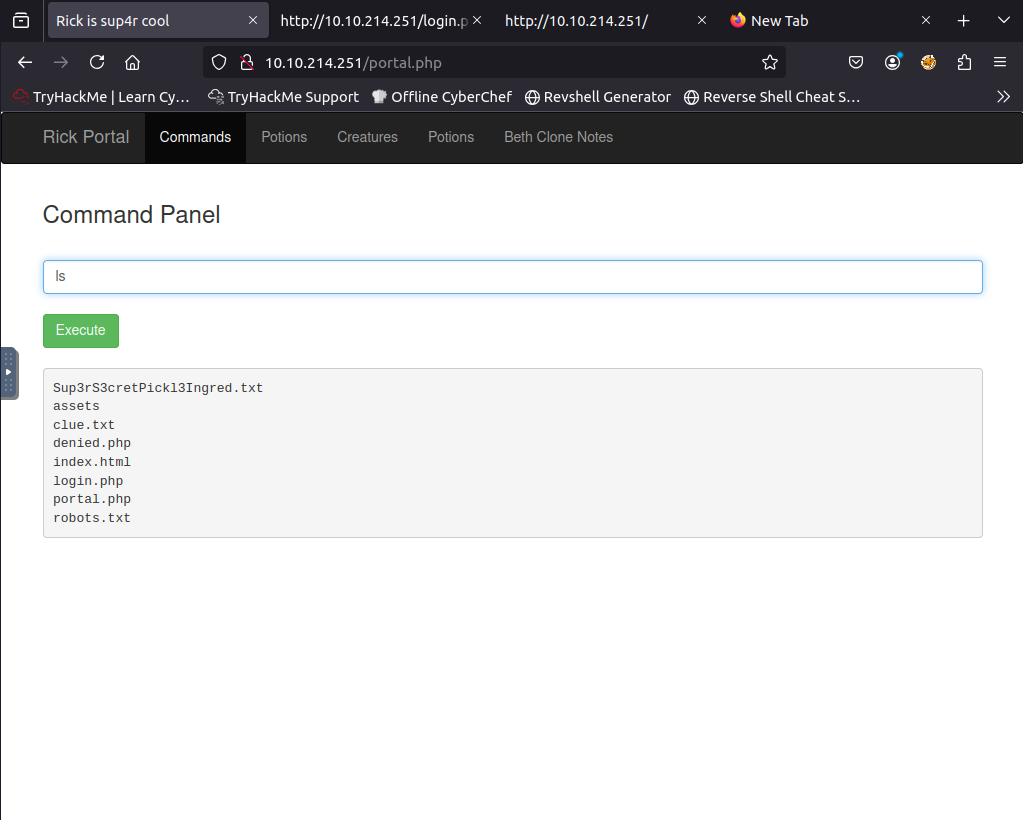 Rick is sup4r cool
http://10.10.214.251/login.p
http://10.10.214.251/
New Tab
10.10.214.251/portal.php
TryHackMe | Learn Cy…
TryHackMe Support
Offline CyberChef
Revshell Generator
Reverse Shell Cheat S…
Rick Portal
Commands
Potions
Creatures
Potions
Beth Clone Notes
Command Panel
ls
Execute
Sup3rS3cretPickl3Ingred.txt
assets
clue.txt
denied.php
index.html
login.php
portal.php
robots.txt